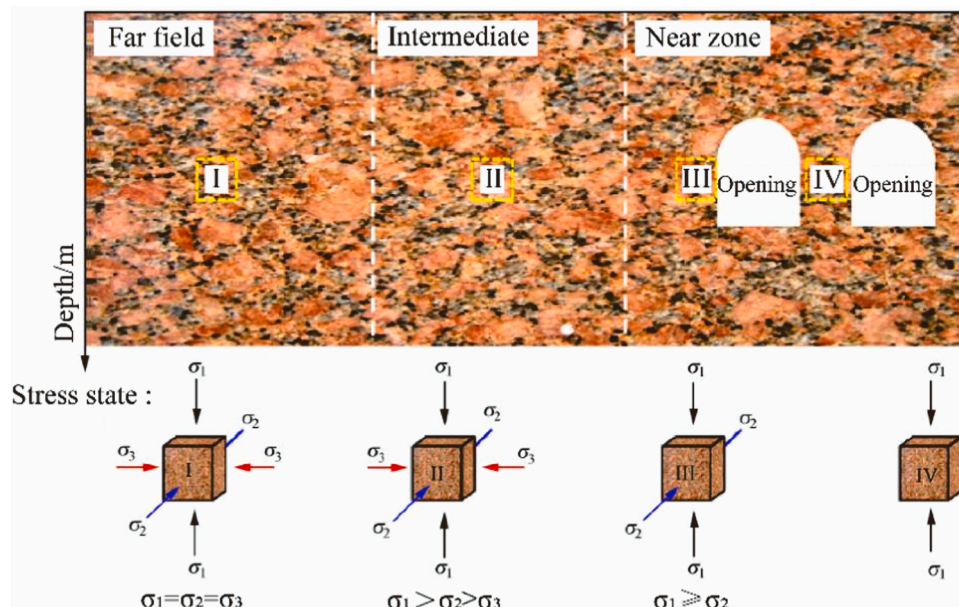 Far field
Intermediate
Near zone
I
II
III
Opening
IV
Opening
Depth/m
Stress state :
σ1
σ1
σ1
σ1
σ2
σ2
σ2
σ3
I
σ3
σ3
II
σ3
III
IV
σ2
σ2
σ2
σ1
σ1
σ1
σ1
σ1=σ2=σ3
σ1>σ2>σ3
σ1⩾σ2